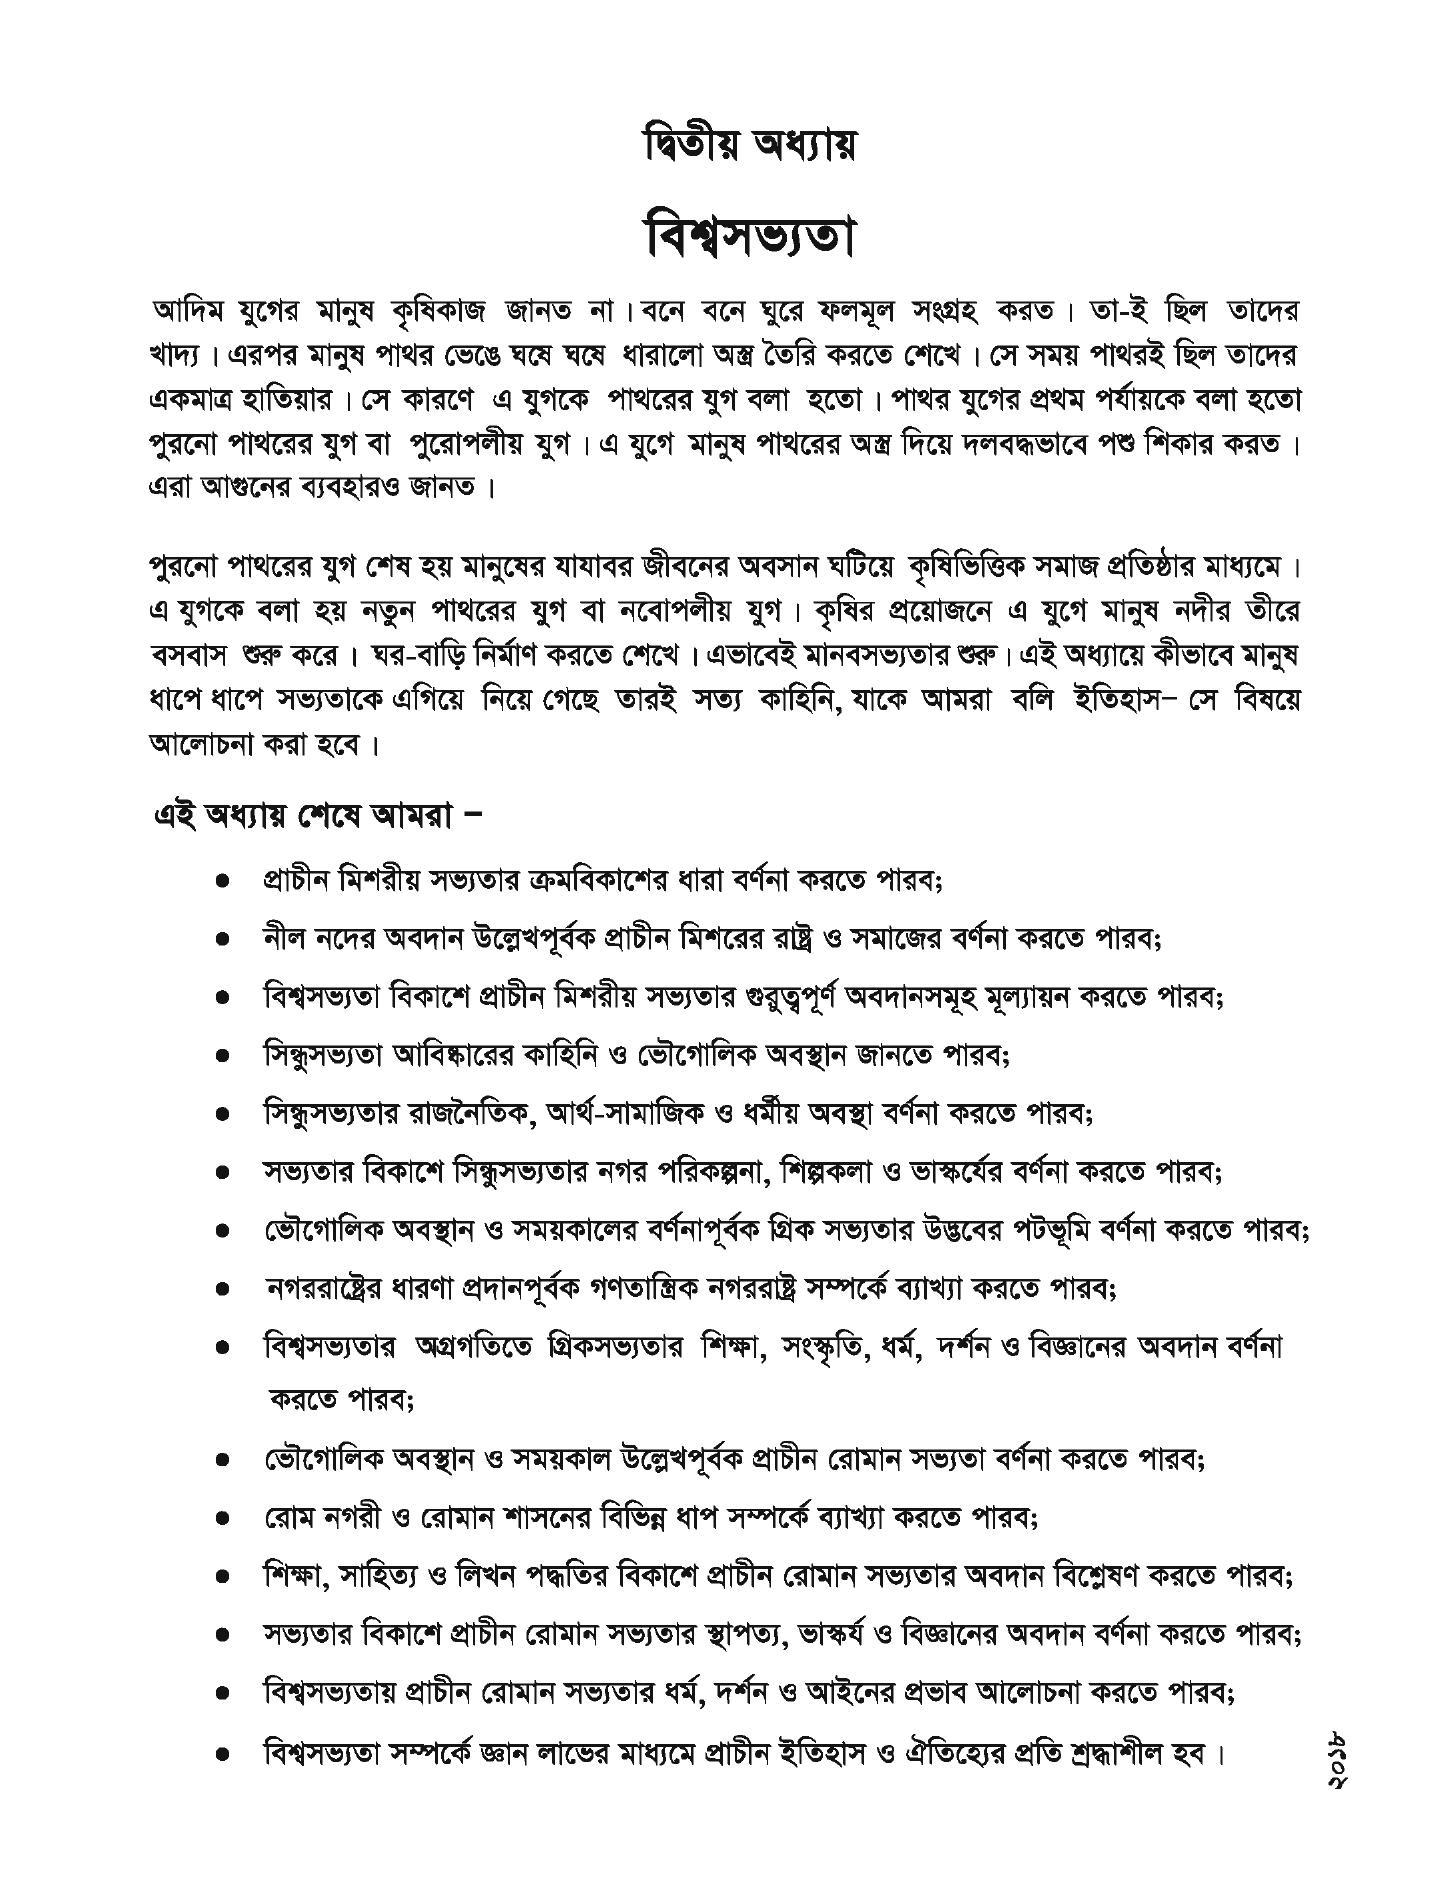 দ্বিতীয় অধ্যায়
বিশ্বসভ্যতা
আদিম যুগের মানুষ কৃষিকাজ জানত না। বনে বনে ঘুরে ফলমূল সংগ্রহ করত। তা-ই ছিল তাদের
খাদ্য। এরপর মানুষ পাথর ভেঙে ঘষে ঘষে ধারালো অস্ত্র তৈরি করতে শেখে। সে সময় পাথরই ছিল তাদের
একমাত্র হাতিয়ার। সে কারণে এ যুগকে পাথরের যুগ বলা হতো। পাথর যুগের প্রথম পর্যায়কে বলা হতো
পুরনো পাথরের যুগ বা পুরোপলীয় যুগ। এ যুগে মানুষ পাথরের অস্ত্র দিয়ে দলবদ্ধভাবে পশু শিকার করত।
এরা আগুনের ব্যবহারও জানত।
পুরনো পাথরের যুগ শেষ হয় মানুষের যাযাবর জীবনের অবসান ঘটিয়ে কৃষিভিত্তিক সমাজ প্রতিষ্ঠার মাধ্যমে।
এ যুগকে বলা হয় নতুন পাথরের যুগ বা নবোপলীয় যুগ। কৃষির প্রয়োজনে এ যুগে মানুষ নদীর তীরে
বসবাস শুরু করে। ঘর-বাড়ি নির্মাণ করতে শেখে। এভাবেই মানবসভ্যতার শুরু। এই অধ্যায়ে কীভাবে মানুষ
ধাপে ধাপে সভ্যতাকে এগিয়ে নিয়ে গেছে তারই সত্য কাহিনি, যাকে আমরা বলি ইতিহাস– সে বিষয়ে
আলোচনা করা হবে।
এই অধ্যায় শেষে আমরা –
● প্রাচীন মিশরীয় সভ্যতার ক্রমবিকাশের ধারা বর্ণনা করতে পারব;
● নীল নদের অবদান উল্লেখপূর্বক প্রাচীন মিশরের রাষ্ট্র ও সমাজের বর্ণনা করতে পারব;
● বিশ্বসভ্যতা বিকাশে প্রাচীন মিশরীয় সভ্যতার গুরুত্বপূর্ণ অবদানসমূহ মূল্যায়ন করতে পারব;
● সিন্ধুসভ্যতা আবিষ্কারের কাহিনি ও ভৌগোলিক অবস্থান জানতে পারব;
● সিন্ধুসভ্যতার রাজনৈতিক, আর্থ-সামাজিক ও ধর্মীয় অবস্থা বর্ণনা করতে পারব;
● সভ্যতার বিকাশে সিন্ধুসভ্যতার নগর পরিকল্পনা, শিল্পকলা ও ভাস্কর্যের বর্ণনা করতে পারব;
● ভৌগোলিক অবস্থান ও সময়কালের বর্ণনাপূর্বক গ্রিক সভ্যতার উদ্ভবের পটভূমি বর্ণনা করতে পারব;
● নগররাষ্ট্রের ধারণা প্রদানপূর্বক গণতান্ত্রিক নগররাষ্ট্র সম্পর্কে ব্যাখ্যা করতে পারব;
● বিশ্বসভ্যতার অগ্রগতিতে গ্রিকসভ্যতার শিক্ষা, সংস্কৃতি, ধর্ম, দর্শন ও বিজ্ঞানের অবদান বর্ণনা
করতে পারব;
● ভৌগোলিক অবস্থান ও সময়কাল উল্লেখপূর্বক প্রাচীন রোমান সভ্যতা বর্ণনা করতে পারব;
● রোম নগরী ও রোমান শাসনের বিভিন্ন ধাপ সম্পর্কে ব্যাখ্যা করতে পারব;
● শিক্ষা, সাহিত্য ও লিখন পদ্ধতির বিকাশে প্রাচীন রোমান সভ্যতার অবদান বিশ্লেষণ করতে পারব;
● সভ্যতার বিকাশে প্রাচীন রোমান সভ্যতার স্থাপত্য, ভাস্কর্য ও বিজ্ঞানের অবদান বর্ণনা করতে পারব;
● বিশ্বসভ্যতায় প্রাচীন রোমান সভ্যতার ধর্ম, দর্শন ও আইনের প্রভাব আলোচনা করতে পারব;
● বিশ্বসভ্যতা সম্পর্কে জ্ঞান লাভের মাধ্যমে প্রাচীন ইতিহাস ও ঐতিহ্যের প্রতি শ্রদ্ধাশীল হব।
২০১৮